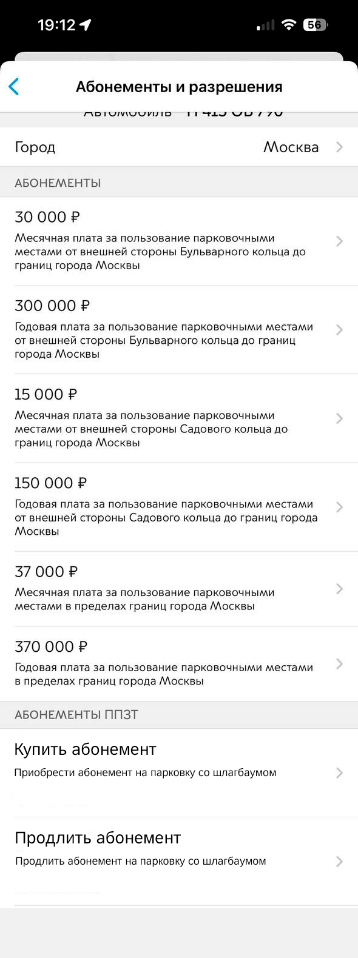 19:12
56
Абонементы и разрешения
Автомобиль
Город Москва
АБОНЕМЕНТЫ
30 000 ₽
Месячная плата за пользование парковочными
местами от внешней стороны Бульварного кольца до
границ города Москвы
300 000 ₽
Годовая плата за пользование парковочными местами
от внешней стороны Бульварного кольца до границ
города Москвы
15 000 ₽
Месячная плата за пользование парковочными
местами от внешней стороны Садового кольца до
границ города Москвы
150 000 ₽
Годовая плата за пользование парковочными местами
от внешней стороны Садового кольца до границ города
Москвы
37 000 ₽
Месячная плата за пользование парковочными
местами в пределах границ города Москвы
370 000 ₽
Годовая плата за пользование парковочными местами
в пределах границ города Москвы
АБОНЕМЕНТЫ ППЗТ
Купить абонемент
Приобрести абонемент на парковку со шлагбаумом
Продлить абонемент
Продлить абонемент на парковку со шлагбаумом